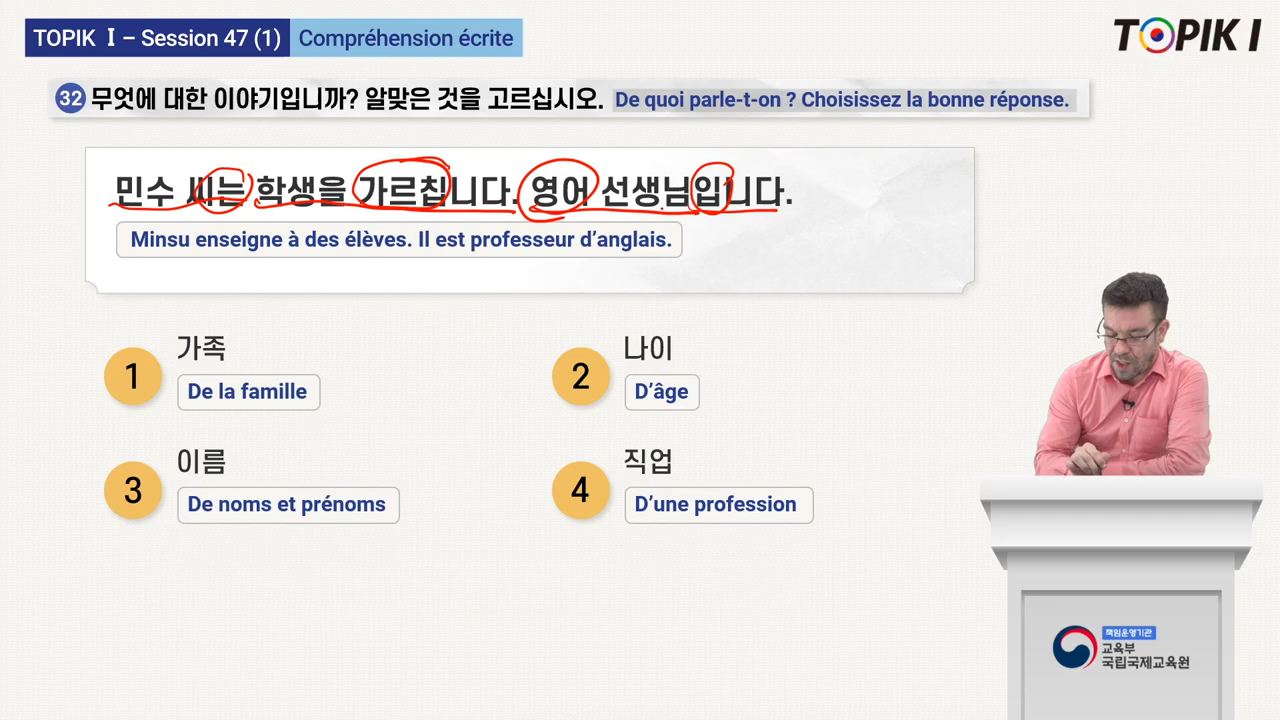 TOPIK Ⅰ – Session 47 (1) Compréhension écrite
TOPIK I
32 무엇에 대한 이야기입니까? 알맞은 것을 고르십시오. De quoi parle-t-on ? Choisissez la bonne réponse.
민수 씨는 학생을 가르칩니다. 영어 선생님입니다.
Minsu enseigne à des élèves. Il est professeur d'anglais.
1 가족
De la famille
2 나이
D'âge
3 이름
De noms et prénoms
4 직업
D'une profession
책임운영기관
교육부
국립국제교육원